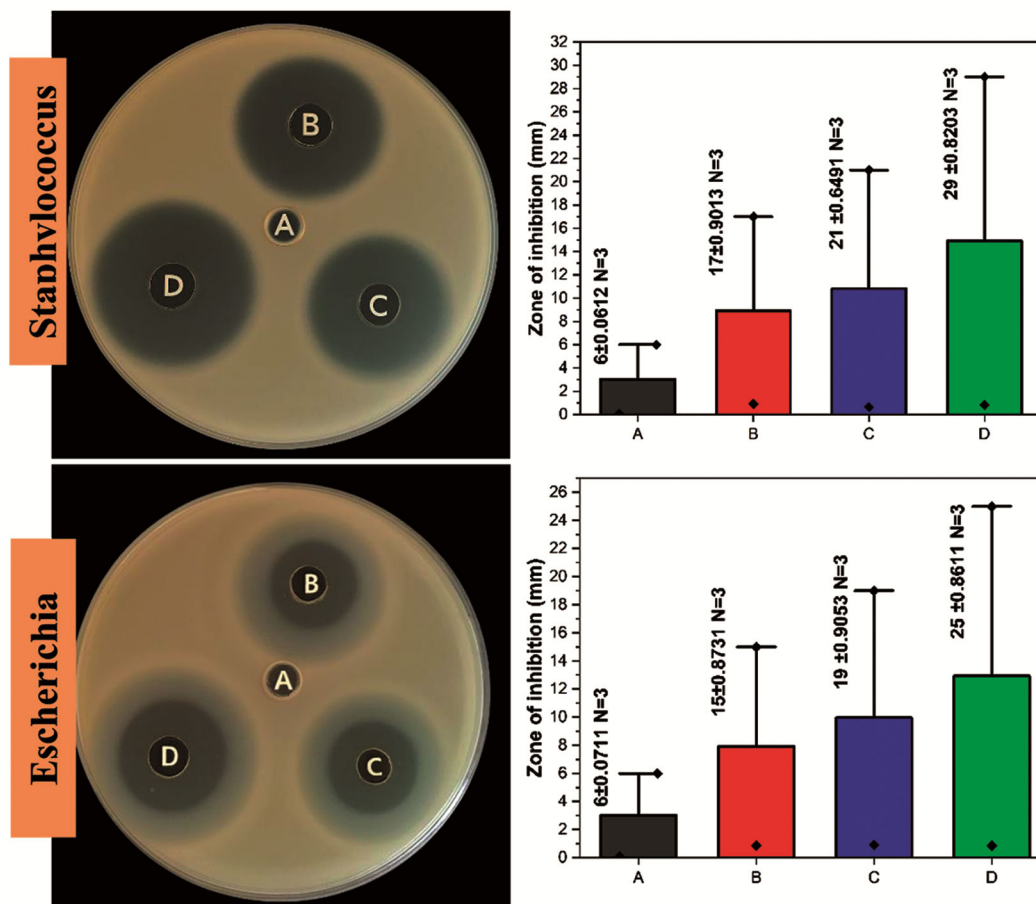 Staphylococcus
B
A
D
C
Zone of inhibition (mm)
32
30
28
26
24
22
20
18
16
14
12
10
8
6
4
2
0
6±0.0612 N=3
17±0.9013 N=3
21 ±0.6491 N=3
29 ±0.8203 N=3
A
B
C
D
Escherichia
B
A
D
C
Zone of inhibition (mm)
26
24
22
20
18
16
14
12
10
8
6
4
2
0
6±0.0711 N=3
15±0.8731 N=3
19 ±0.9053 N=3
25 ±0.8611 N=3
A
B
C
D